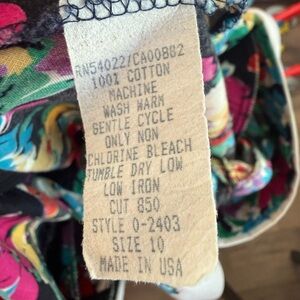 RN54022/CA00882
100% COTTON
MACHINE
WASH WARM
GENTLE CYCLE
ONLY NON
CHLORINE BLEACH
TUMBLE DRY LOW
LOW IRON
CUT 850
STYLE 0-2403
SIZE 10
MADE IN USA